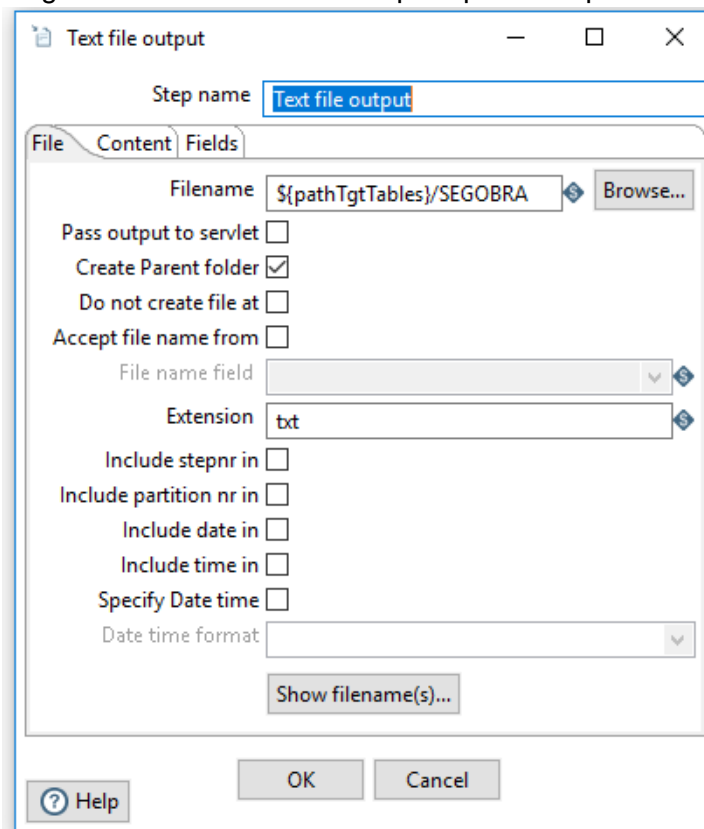 Text file output
Step name Text file output
File Content Fields
Filename ${pathTgtTables}/SEGOBRA Browse...
Pass output to servlet
Create Parent folder
Do not create file at
Accept file name from
File name field
Extension txt
Include stepnr in
Include partition nr in
Include date in
Include time in
Specify Date time
Date time format
Show filename(s)...
OK Cancel
Help